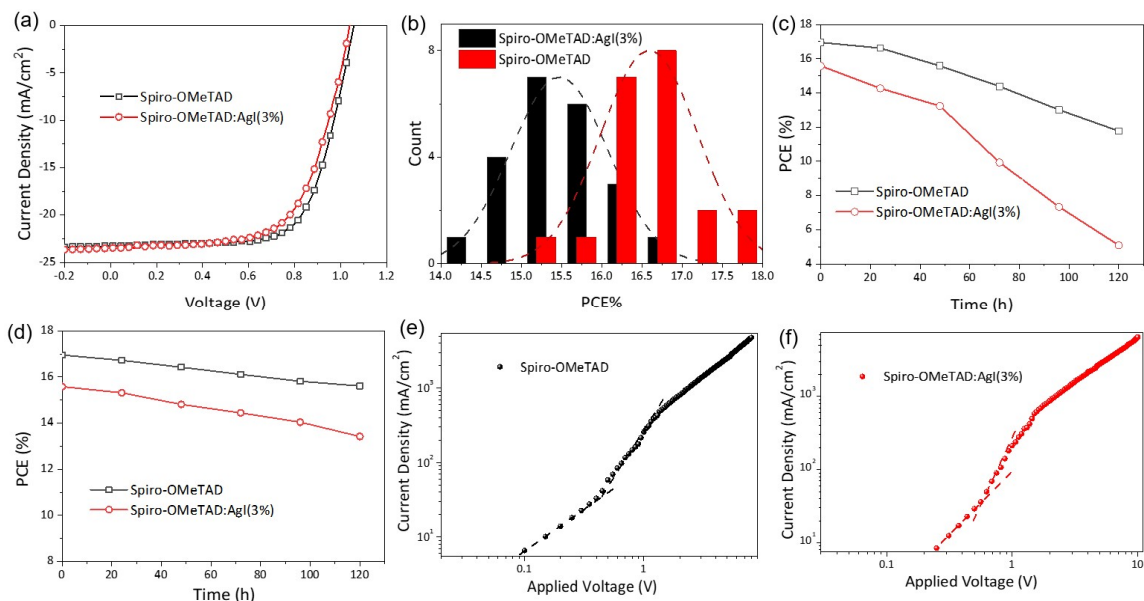 (a)
0
-5
-10
-15
-20
-25
Current Density (mA/cm²)
Spiro-OMeTAD
Spiro-OMeTAD:AgI(3%)
-0.2 0.0 0.2 0.4 0.6 0.8 1.0 1.2
Voltage (V)
(b)
8
4
0
Count
Spiro-OMeTAD:AgI(3%)
Spiro-OMeTAD
14.0 14.5 15.0 15.5 16.0 16.5 17.0 17.5 18.0
PCE%
(c)
18
16
14
12
10
8
6
4
PCE (%)
Spiro-OMeTAD
Spiro-OMeTAD:AgI(3%)
0 20 40 60 80 100 120
Time (h)
(d)
18
16
14
12
10
8
6
4
PCE (%)
Spiro-OMeTAD
Spiro-OMeTAD:AgI(3%)
0 20 40 60 80 100 120
Time (h)
(e)
10³
10²
10¹
Current Density (mA/cm²)
Spiro-OMeTAD
0.1 1
Applied Voltage (V)
(f)
10³
10²
10¹
Current Density (mA/cm²)
Spiro-OMeTAD:AgI(3%)
0.1 1 10
Applied Voltage (V)